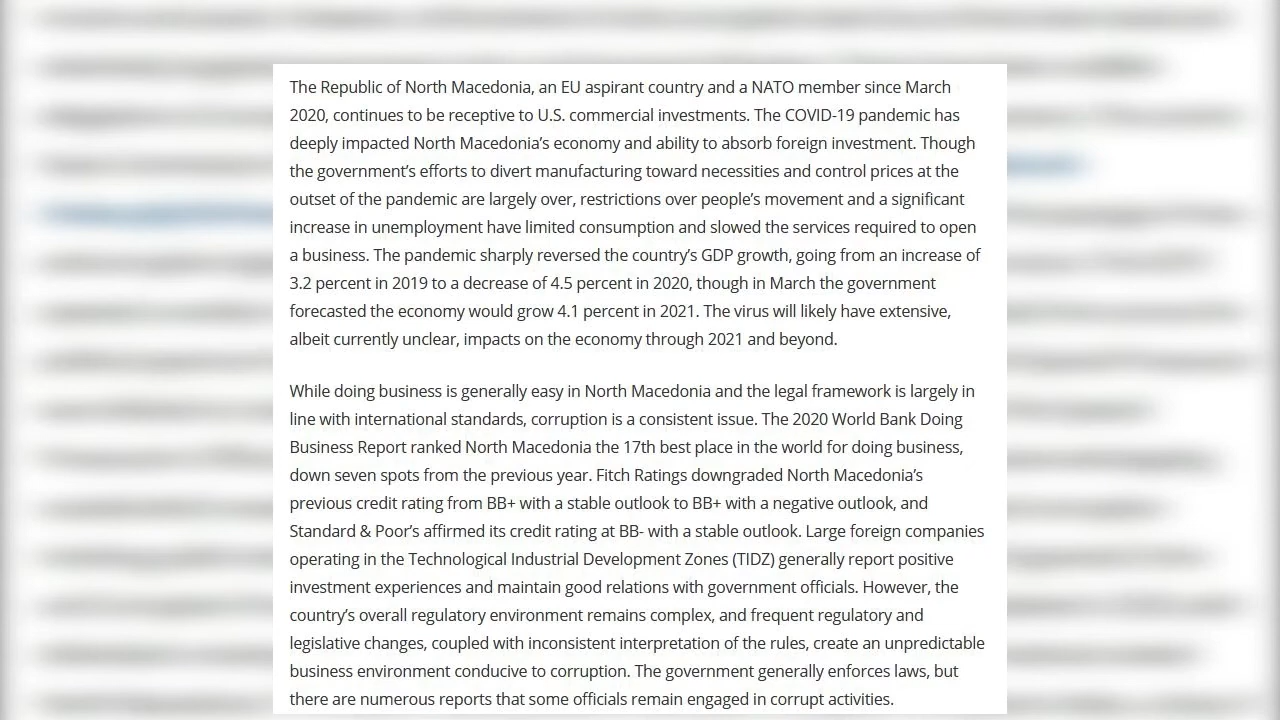 The Republic of North Macedonia, an EU aspirant country and a NATO member since March
2020, continues to be receptive to U.S. commercial investments. The COVID-19 pandemic has
deeply impacted North Macedonia’s economy and ability to absorb foreign investment. Though
the government’s efforts to divert manufacturing toward necessities and control prices at the
outset of the pandemic are largely over, restrictions over people’s movement and a significant
increase in unemployment have limited consumption and slowed the services required to open
a business. The pandemic sharply reversed the country’s GDP growth, going from an increase of
3.2 percent in 2019 to a decrease of 4.5 percent in 2020, though in March the government
forecasted the economy would grow 4.1 percent in 2021. The virus will likely have extensive,
albeit currently unclear, impacts on the economy through 2021 and beyond.
While doing business is generally easy in North Macedonia and the legal framework is largely in
line with international standards, corruption is a consistent issue. The 2020 World Bank Doing
Business Report ranked North Macedonia the 17th best place in the world for doing business,
down seven spots from the previous year. Fitch Ratings downgraded North Macedonia’s
previous credit rating from BB+ with a stable outlook to BB+ with a negative outlook, and
Standard & Poor’s affirmed its credit rating at BB- with a stable outlook. Large foreign companies
operating in the Technological Industrial Development Zones (TIDZ) generally report positive
investment experiences and maintain good relations with government officials. However, the
country’s overall regulatory environment remains complex, and frequent regulatory and
legislative changes, coupled with inconsistent interpretation of the rules, create an unpredictable
business environment conducive to corruption. The government generally enforces laws, but
there are numerous reports that some officials remain engaged in corrupt activities.